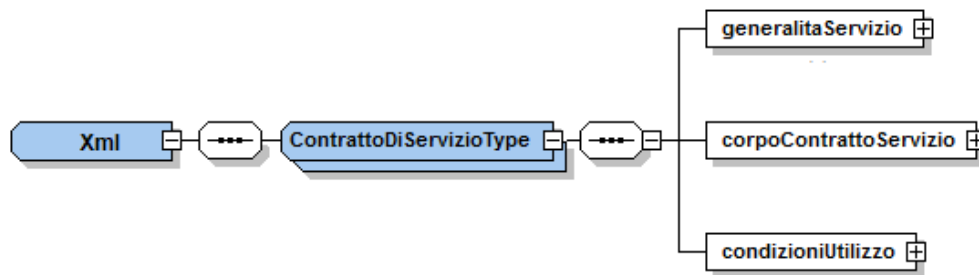 generalitaServizio
Xml
ContrattoDiServizioType
corpoContrattoServizio
condizioniUtilizzo